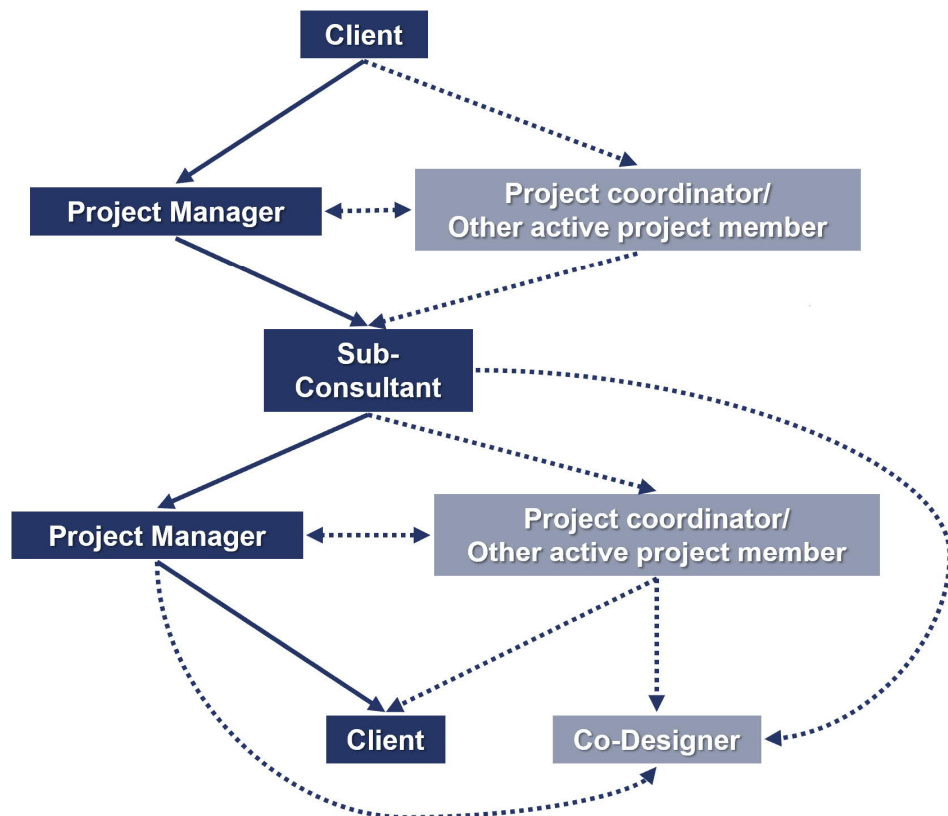 Client
Project Manager
Project coordinator/
Other active project member
Sub-
Consultant
Project Manager
Project coordinator/
Other active project member
Client
Co-Designer